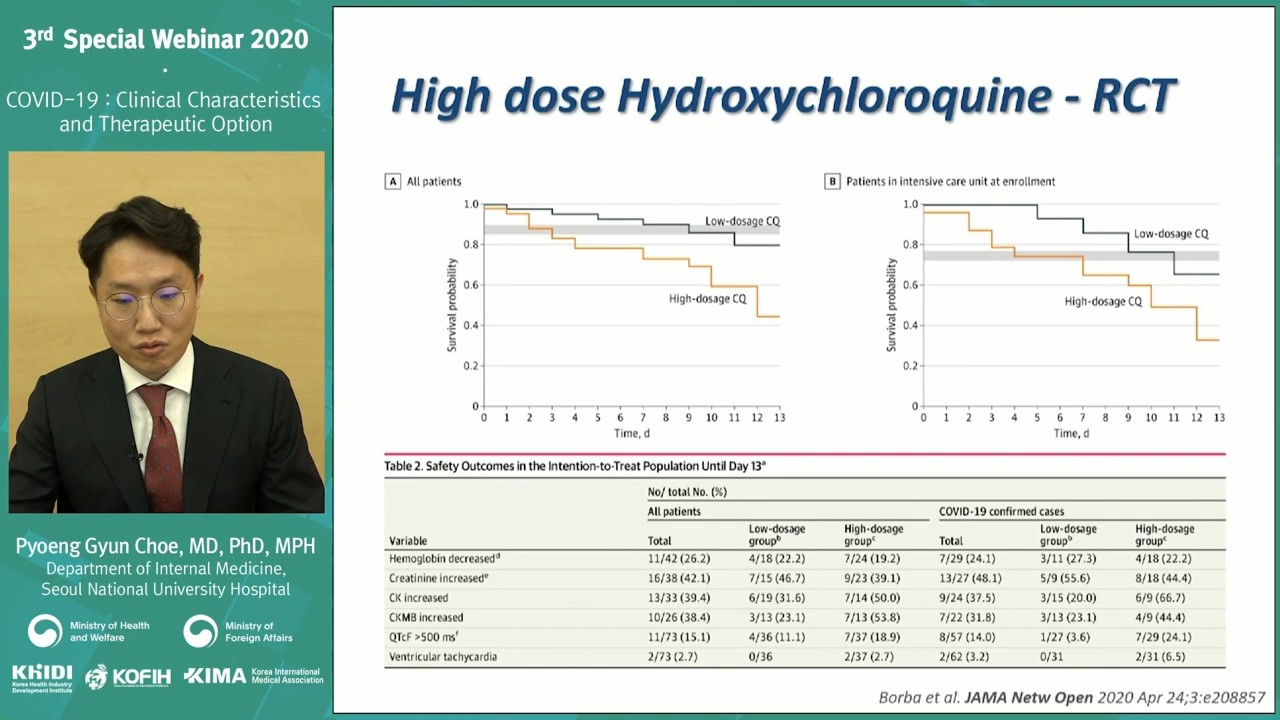 3rd Special Webinar 2020
COVID-19 : Clinical Characteristics
and Therapeutic Option
Pyoeng Gyun Choe, MD, PhD, MPH
Department of Internal Medicine,
Seoul National University Hospital
Ministry of Health
and Welfare
Ministry of
Foreign Affairs
KHIDI
Korea Health Industry
Development Institute
KOFIH
KIMA
Korea International
Medical Association
High dose Hydroxychloroquine - RCT
A All patients
Survival probability
1.0
0.8
0.6
0.4
0.2
0
Low-dosage CQ
High-dosage CQ
0 1 2 3 4 5 6 7 8 9 10 11 12 13
Time, d
B Patients in intensive care unit at enrollment
Survival probability
1.0
0.8
0.6
0.4
0.2
0
Low-dosage CQ
High-dosage CQ
0 1 2 3 4 5 6 7 8 9 10 11 12 13
Time, d
Table 2. Safety Outcomes in the Intention-to-Treat Population Until Day 13a
No/ total No. (%)
All patients COVID-19 confirmed cases
Variable Total Low-dosage groupb High-dosage groupc Total Low-dosage groupb High-dosage groupc
Hemoglobin decreasedd 11/42 (26.2) 4/18 (22.2) 7/24 (19.2) 7/29 (24.1) 3/11 (27.3) 4/18 (22.2)
Creatinine increasede 16/38 (42.1) 7/15 (46.7) 9/23 (39.1) 13/27 (48.1) 5/9 (55.6) 8/18 (44.4)
CK increased 13/33 (39.4) 6/19 (31.6) 7/14 (50.0) 9/24 (37.5) 3/15 (20.0) 6/9 (66.7)
CKMB increased 10/26 (38.4) 3/13 (23.1) 7/13 (53.8) 7/22 (31.8) 3/13 (23.1) 4/9 (44.4)
QTcF >500 msf 11/73 (15.1) 4/36 (11.1) 7/37 (18.9) 8/57 (14.0) 1/27 (3.6) 7/29 (24.1)
Ventricular tachycardia 2/73 (2.7) 0/36 2/37 (2.7) 2/62 (3.2) 0/31 2/31 (6.5)
Borba et al. JAMA Netw Open 2020 Apr 24;3:e208857